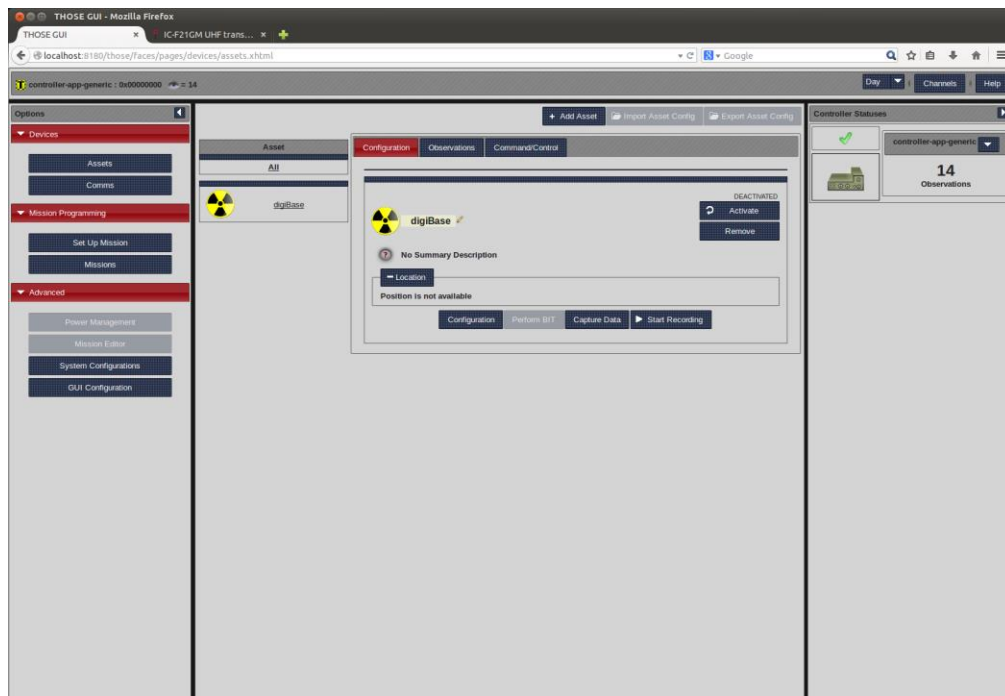 THOSE GUI - Mozilla Firefox
THOSE GUI × IC-F21GM UHF trans... ×
localhost:8180/those/faces/pages/devices/assets.xhtml Google
controller-app-generic : 0x00000000 = 14 Day Channels Help
Options
Devices
Assets
Comms
Mission Programming
Set Up Mission
Missions
Advanced
Power Management
Mission Editor
System Configurations
GUI Configuration
+ Add Asset Import Asset Config Export Asset Config
Asset
All
digiBase
Configuration Observations Command/Control
DEACTIVATED
digiBase
Activate
Remove
? No Summary Description
Location
Position is not available
Configuration Perform BIT Capture Data Start Recording
Controller Statuses
controller-app-generic
14
Observations